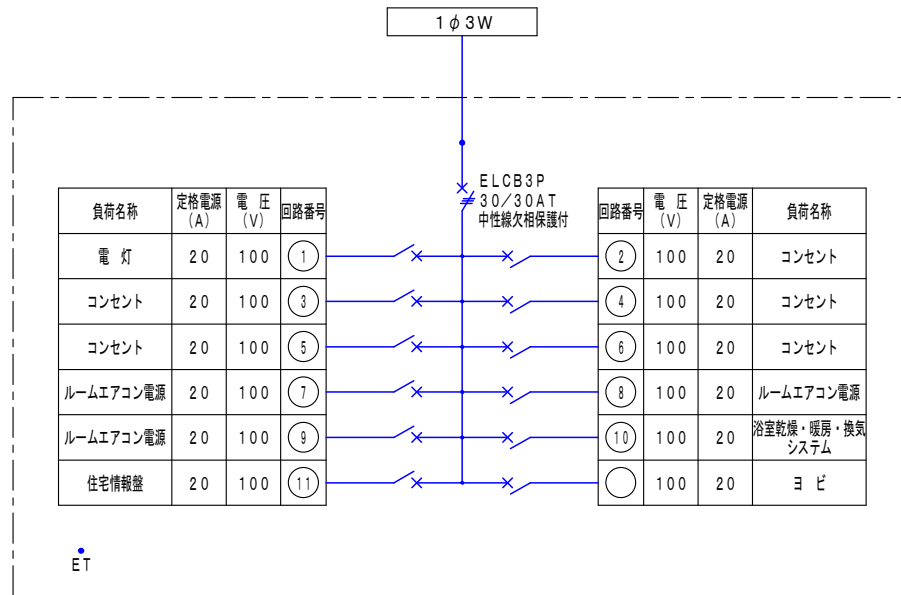 1φ3W
ELCB3P
30/30AT
中性線欠相保護付
負荷名称 定格電源(A) 電 圧(V) 回路番号 回路番号 電 圧(V) 定格電源(A) 負荷名称
電 灯 20 100 1 2 100 20 コンセント
コンセント 20 100 3 4 100 20 コンセント
コンセント 20 100 5 6 100 20 コンセント
ルームエアコン電源 20 100 7 8 100 20 ルームエアコン電源
ルームエアコン電源 20 100 9 10 100 20 浴室乾燥・暖房・換気システム
住宅情報盤 20 100 11 100 20 ヨ ビ
ET